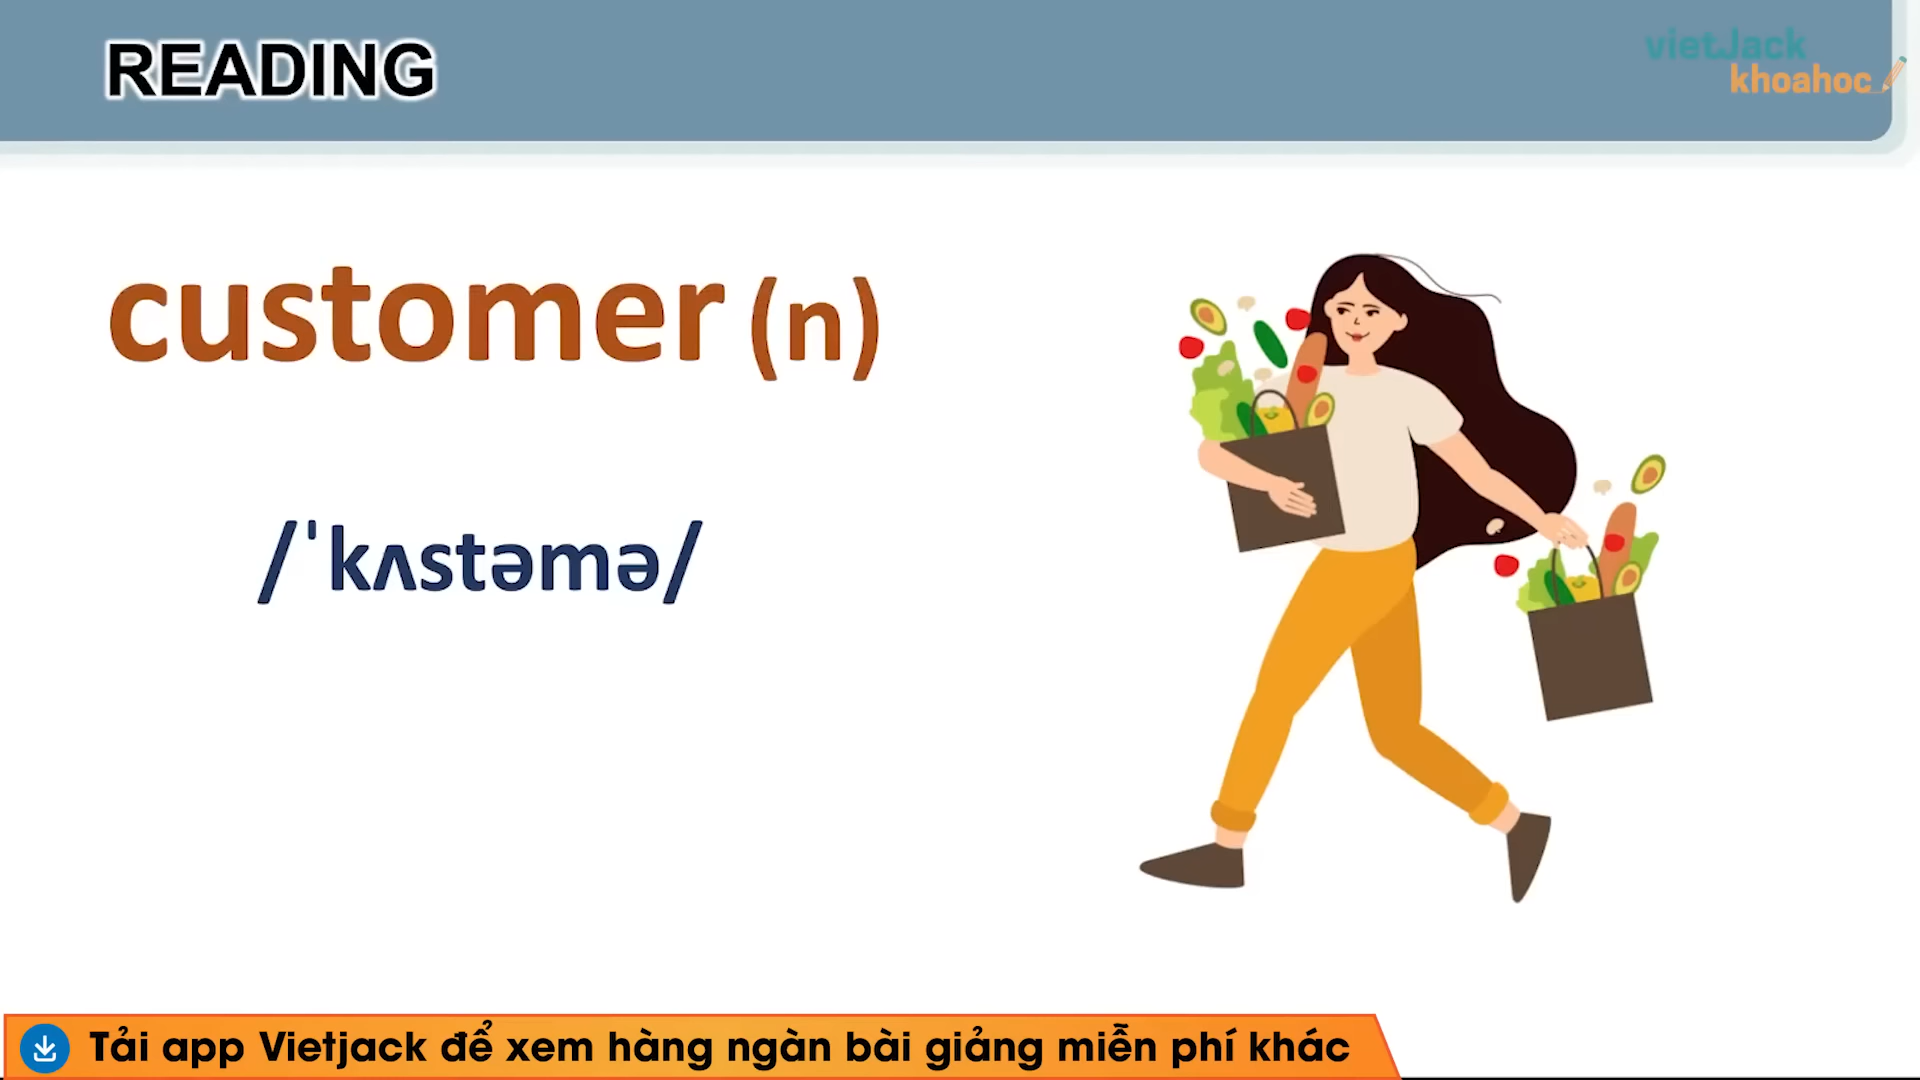 READING
vietJack
khoahoc
customer (n)
/ˈkʌstəmə/
Tải app Vietjack để xem hàng ngàn bài giảng miễn phí khác